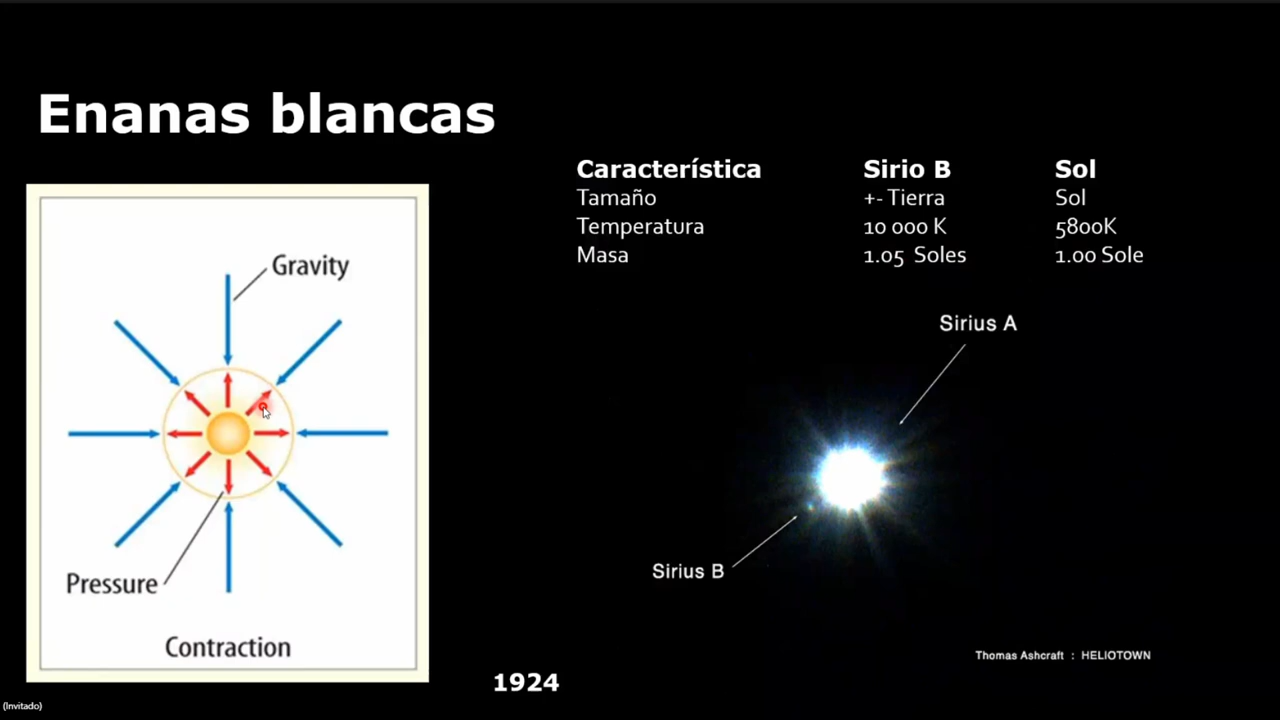 Enanas blancas
Característica Sirio B Sol
Tamaño +- Tierra Sol
Temperatura 10 000 K 5800K
Masa 1.05 Soles 1.00 Sole
Gravity
Pressure
Contraction
Sirius A
Sirius B
Thomas Ashcraft : HELIOTOWN
1924
(Invitado)